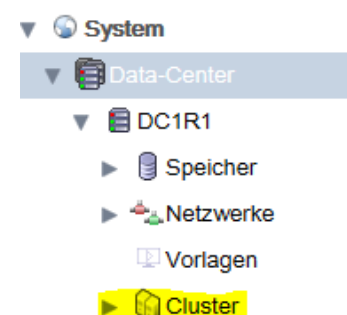 System
Data-Center
DC1R1
Speicher
Netzwerke
Vorlagen
Cluster